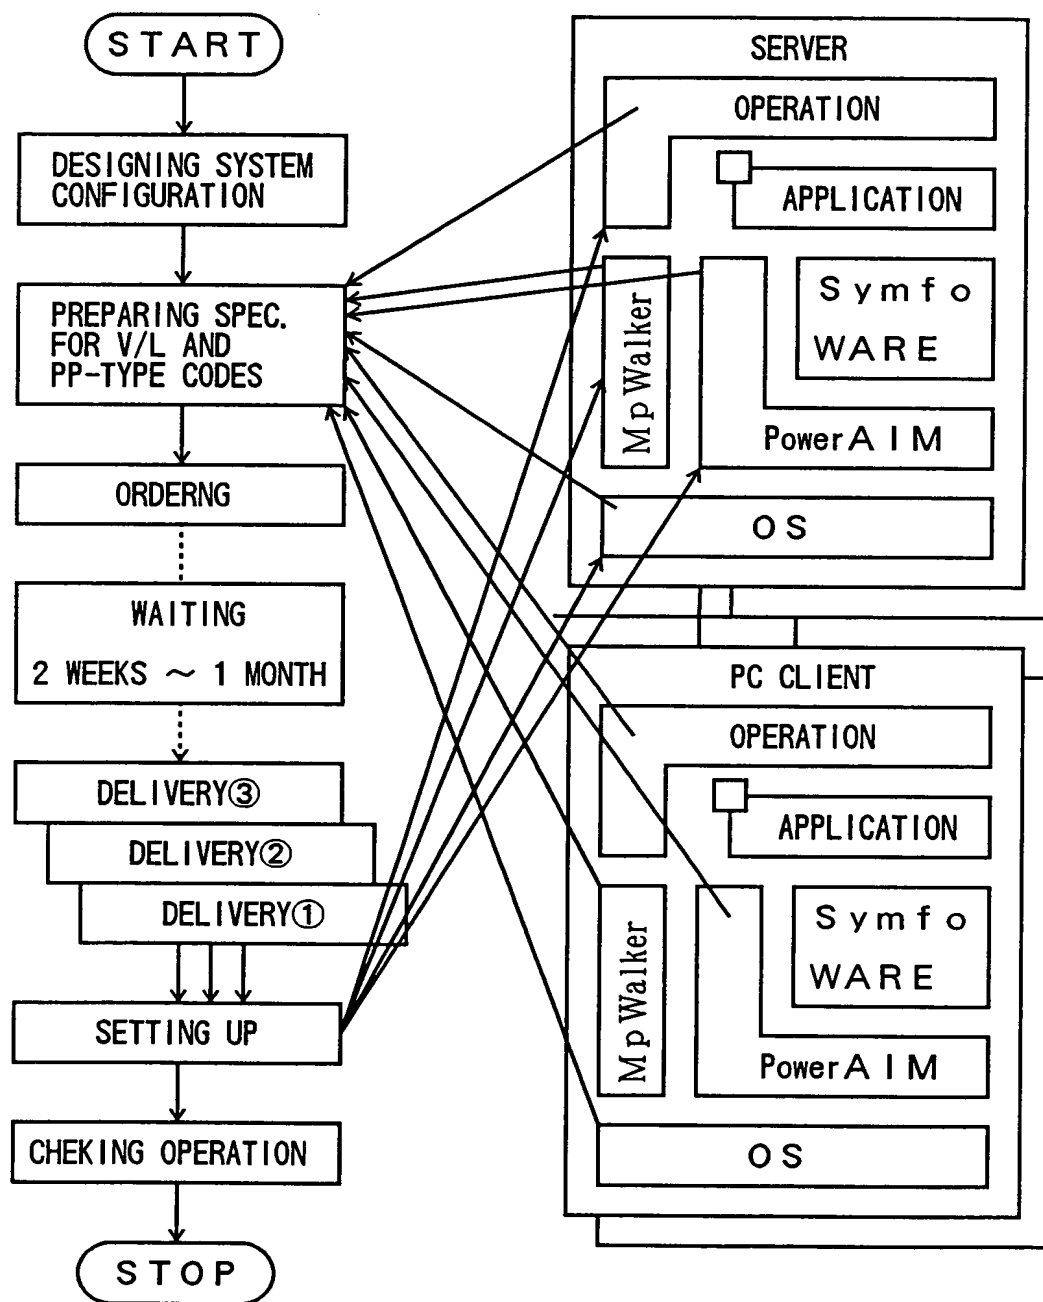 START
DESIGNING SYSTEM
CONFIGURATION
PREPARING SPEC.
FOR V/L AND
PP-TYPE CODES
ORDERNG
WAITING
2 WEEKS ～ 1 MONTH
DELIVERY③
DELIVERY②
DELIVERY①
SETTING UP
CHEKING OPERATION
STOP
SERVER
OPERATION
APPLICATION
MpWalker
Symfo
WARE
PowerAIM
OS
PC CLIENT
OPERATION
APPLICATION
MpWalker
Symfo
WARE
PowerAIM
OS